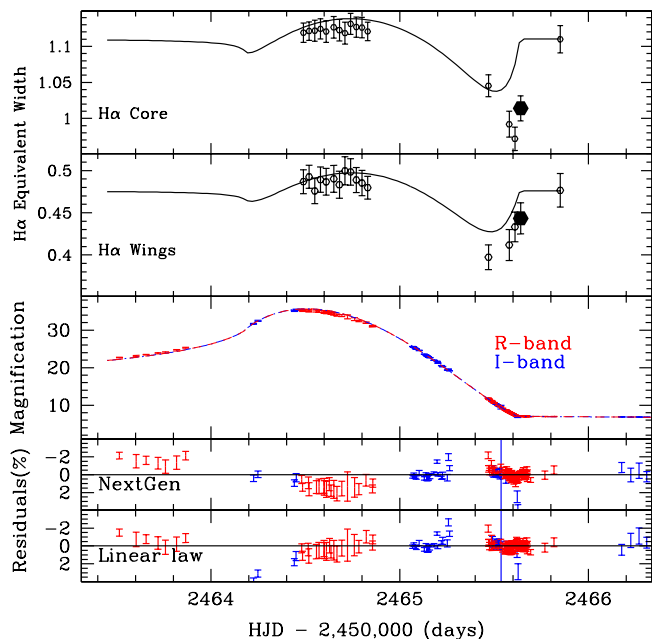 1.1
1.05
1
Hα Core
0.5
0.45
0.4
Hα Wings
Hα Equivalent Width
30
20
10
Magnification
R-band
I-band
-2
0
2
NextGen
-2
0
2
Linear law
Residuals(%)
2464
2465
2466
HJD - 2,450,000 (days)